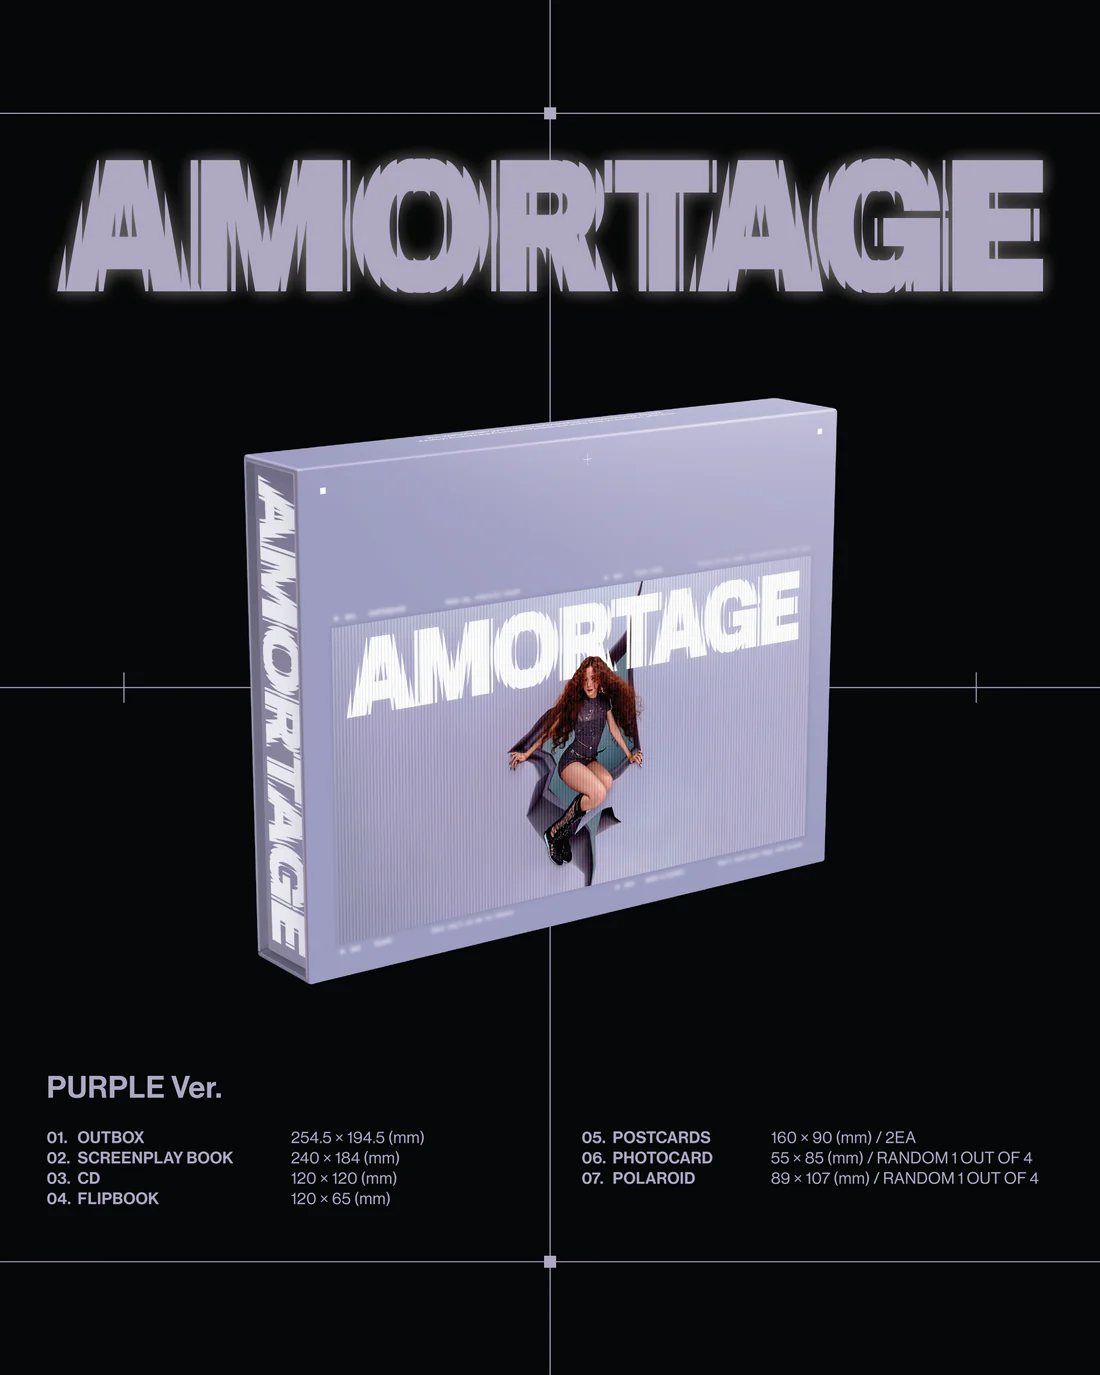 AMORTAGE
AMORTAGE
AMORTAGE
PURPLE Ver.
01. OUTBOX 254.5 × 194.5 (mm)
02. SCREENPLAY BOOK 240 × 184 (mm)
03. CD 120 × 120 (mm)
04. FLIPBOOK 120 × 65 (mm)
05. POSTCARDS 160 × 90 (mm) / 2EA
06. PHOTOCARD 55 × 85 (mm) / RANDOM 1 OUT OF 4
07. POLAROID 89 × 107 (mm) / RANDOM 1 OUT OF 4